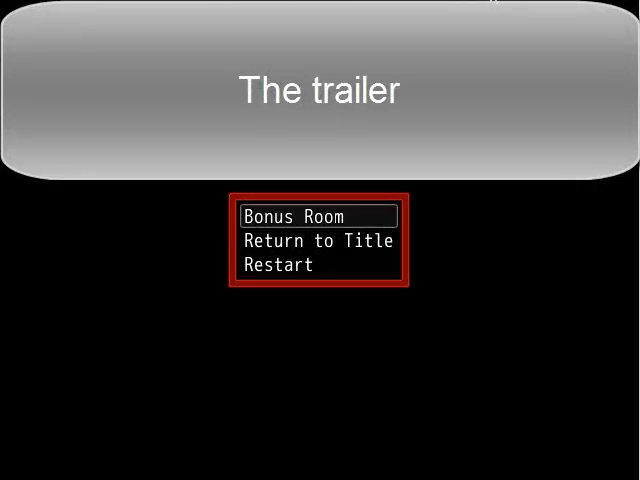 The trailer
Bonus Room
Return to Title
Restart